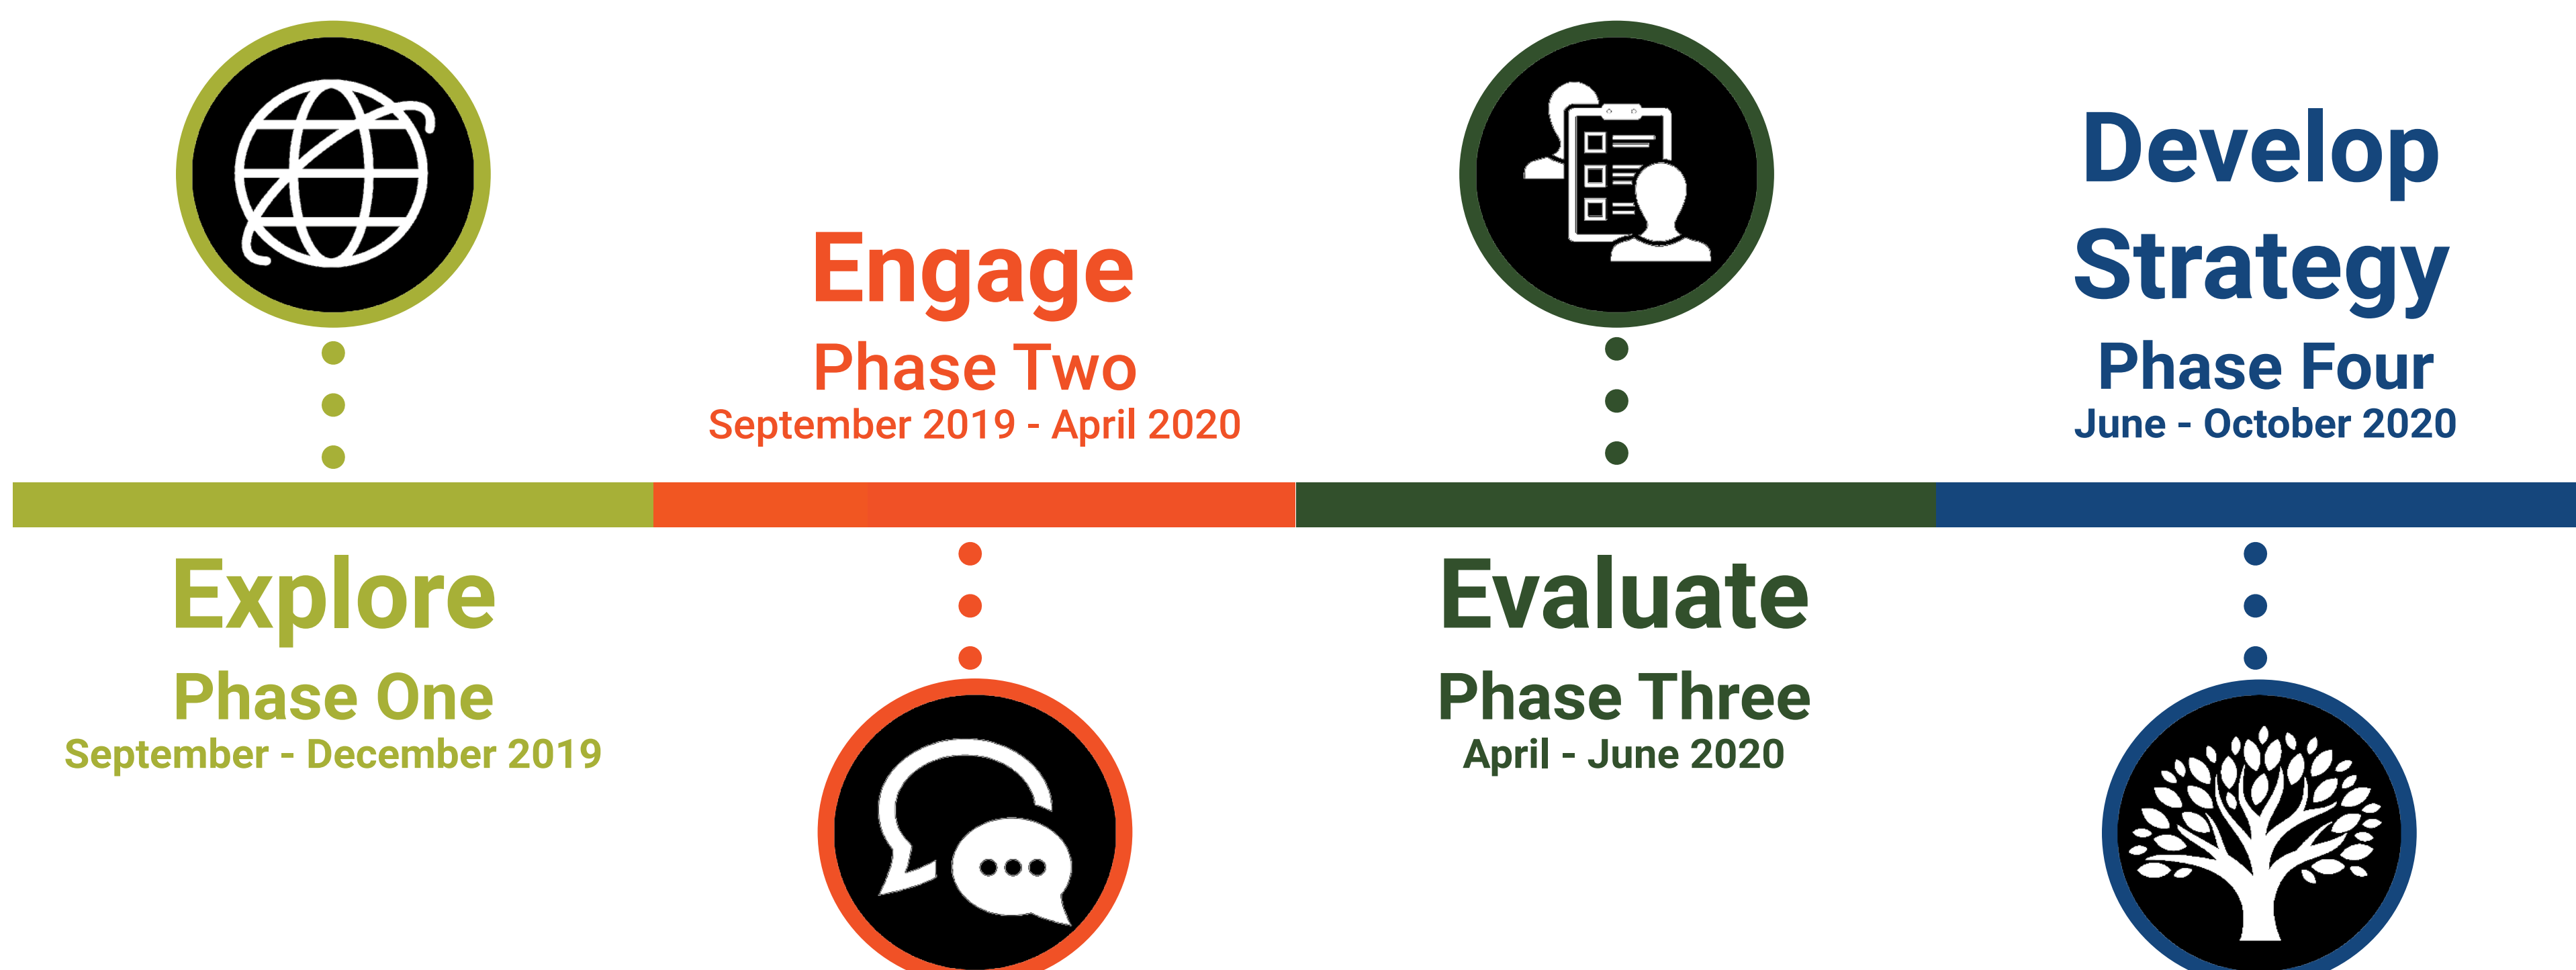 Explore
Phase One
September - December 2019
Engage
Phase Two
September 2019 - April 2020
Evaluate
Phase Three
April - June 2020
Develop
Strategy
Phase Four
June - October 2020